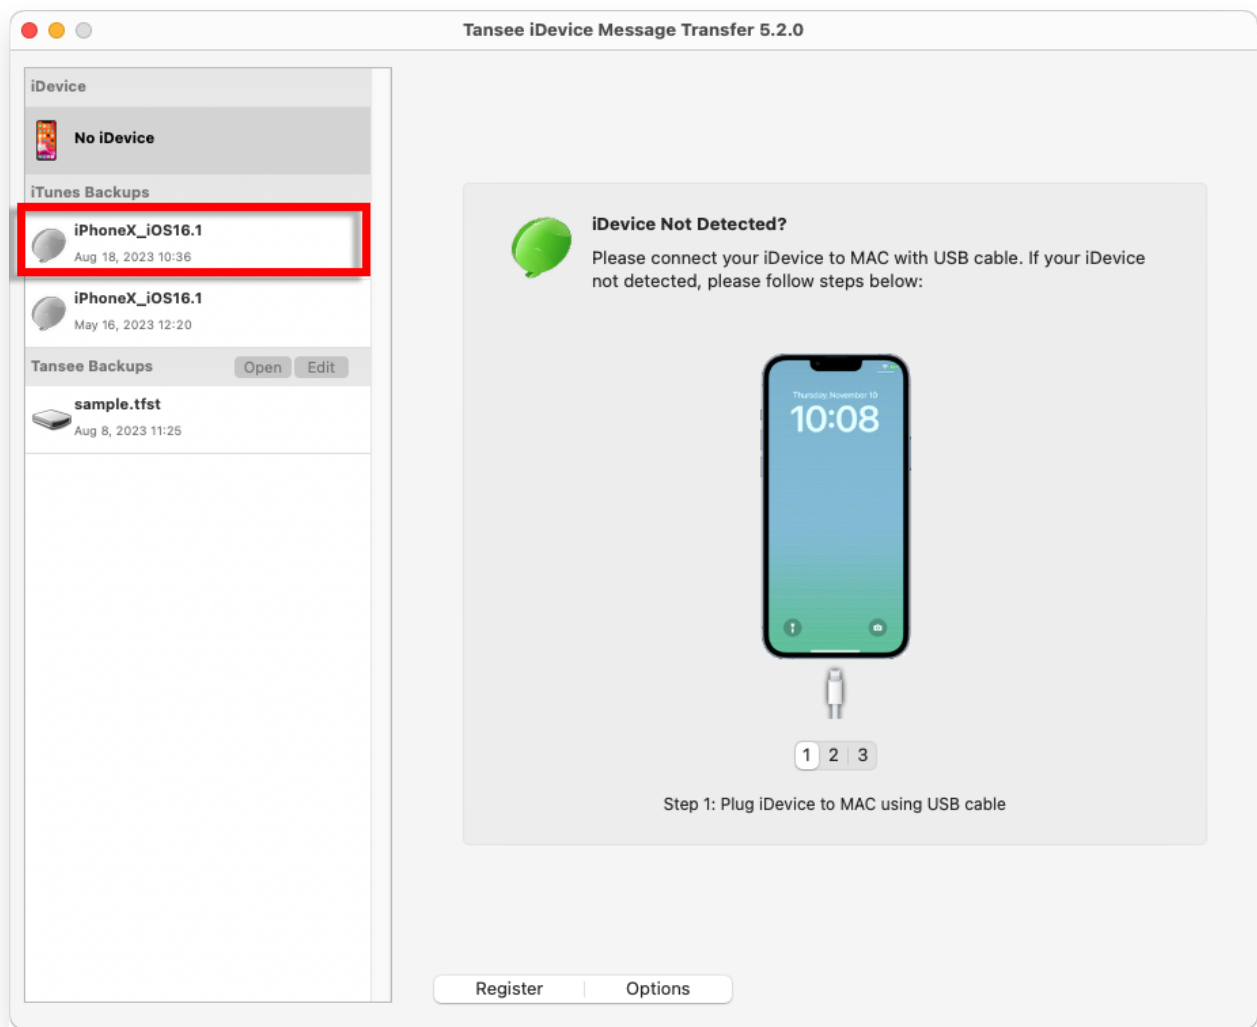 Tansee iDevice Message Transfer 5.2.0
iDevice
No iDevice
iTunes Backups
iPhoneX_iOS16.1
Aug 18, 2023 10:36
iPhoneX_iOS16.1
May 16, 2023 12:20
Tansee Backups Open Edit
sample.tfst
Aug 8, 2023 11:25
iDevice Not Detected?
Please connect your iDevice to MAC with USB cable. If your iDevice
not detected, please follow steps below:
Thursday, November 10
10:08
1 2 3
Step 1: Plug iDevice to MAC using USB cable
Register Options